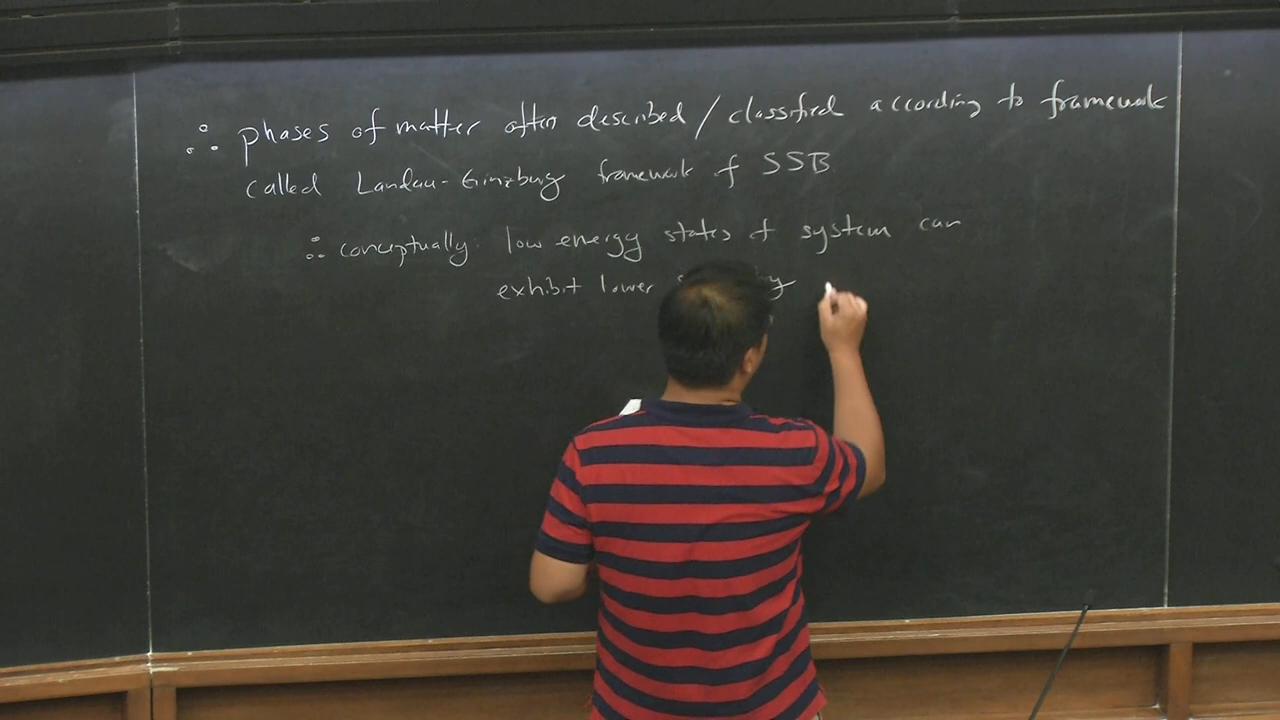 ∴ phases of matter often described / classified according to framework
called Landau-Ginzburg framework of SSB
∴ conceptually: low energy states of system can
exhibit lower